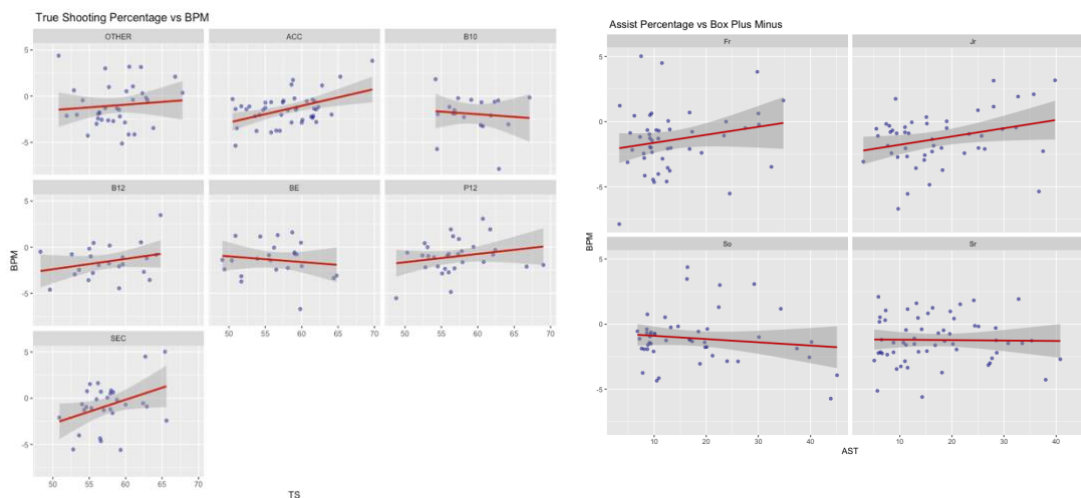 True Shooting Percentage vs BPM
OTHER ACC B10
5
0
-5
B12 BE P12
5
0
-5
SEC
5
0
-5
50 55 60 65 70
50 55 60 65 70
50 55 60 65 70
BPM
TS
Assist Percentage vs Box Plus Minus
Fr Jr
5
0
-5
So Sr
5
0
-5
10 20 30 40
10 20 30 40
BPM
AST